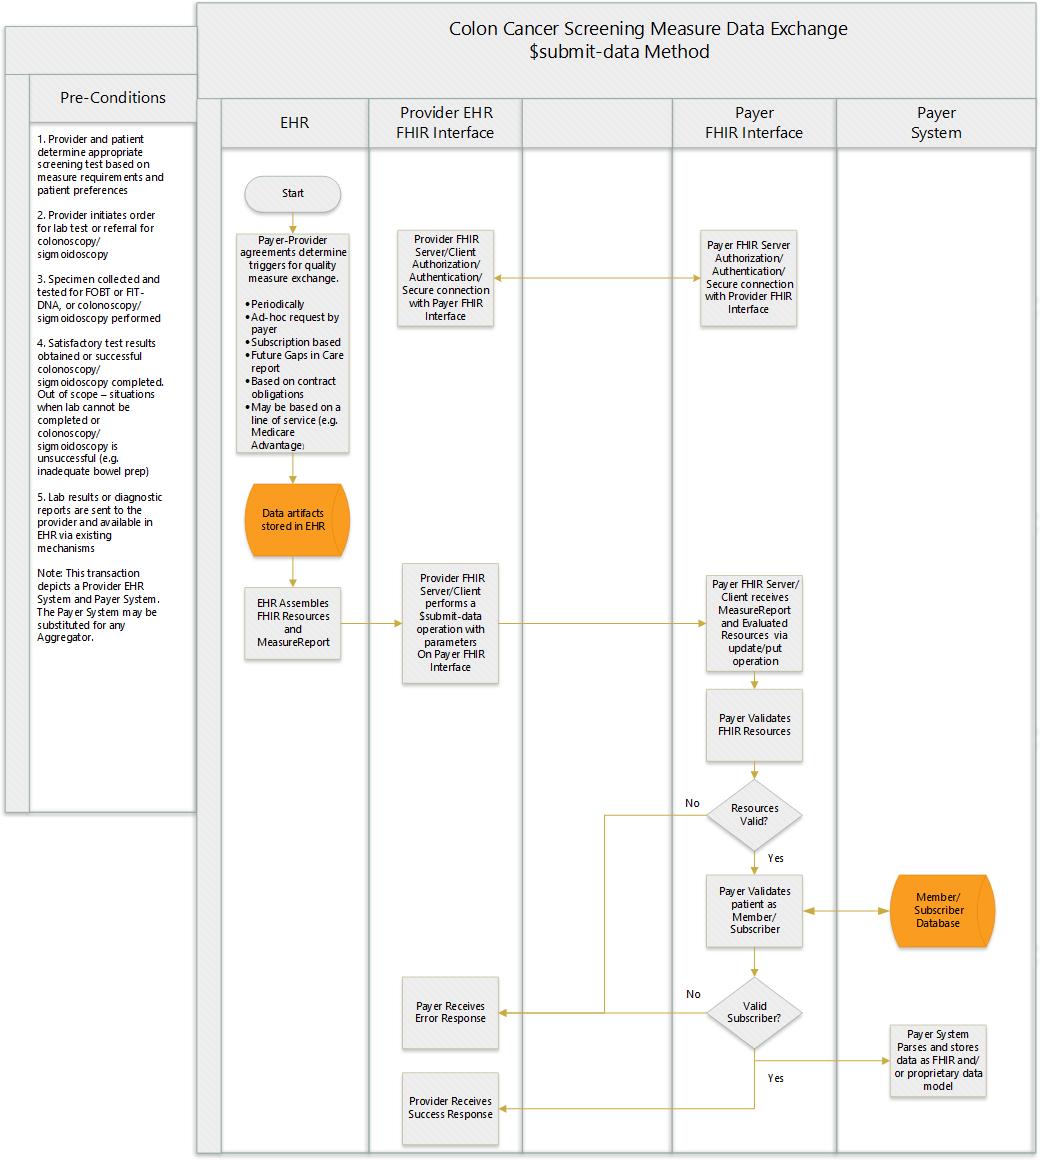 Colon Cancer Screening Measure Data Exchange
$submit-data Method
Pre-Conditions
1. Provider and patient
determine appropriate
screening test based on
measure requirements and
patient preferences
2. Provider initiates order
for lab test or referral for
colonoscopy/
sigmoidoscopy
3. Specimen collected and
tested for FOBT or FIT-
DNA, or colonoscopy/
sigmoidoscopy performed
4. Satisfactory test results
obtained or successful
colonoscopy/
sigmoidoscopy completed.
Out of scope – situations
when lab cannot be
completed or
colonoscopy/
sigmoidoscopy is
unsuccessful (e.g.
inadequate bowel prep)
5. Lab results or diagnostic
reports are sent to the
provider and available in
EHR via existing
mechanisms
Note: This transaction
depicts a Provider EHR
System and Payer System.
The Payer System may be
substituted for any
Aggregator.
EHR
Provider EHR
FHIR Interface
Payer
FHIR Interface
Payer
System
Start
Payer-Provider
agreements determine
triggers for quality
measure exchange.
•Periodically
•Ad-hoc request by
payer
•Subscription based
•Future Gaps in Care
report
•Based on contract
obligations
•May be based on a
line of service (e.g.
Medicare
Advantage)
Provider FHIR
Server/Client
Authorization/
Authentication/
Secure connection
with Payer FHIR
Interface
Payer FHIR Server
Authorization/
Authentication/
Secure connection
with Provider FHIR
Interface
Data artifacts
stored in EHR
EHR Assembles
FHIR Resources
and
MeasureReport
Provider FHIR
Server/Client
performs a
$submit-data
operation with
parameters
On Payer FHIR
Interface
Payer FHIR Server/
Client receives
MeasureReport
and Evaluated
Resources via
update/put
operation
Payer Validates
FHIR Resources
Resources
Valid?
No
Yes
Payer Validates
patient as
Member/
Subscriber
Member/
Subscriber
Database
Valid
Subscriber?
No
Yes
Payer Receives
Error Response
Payer System
Parses and stores
data as FHIR and/
or proprietary data
model
Provider Receives
Success Response